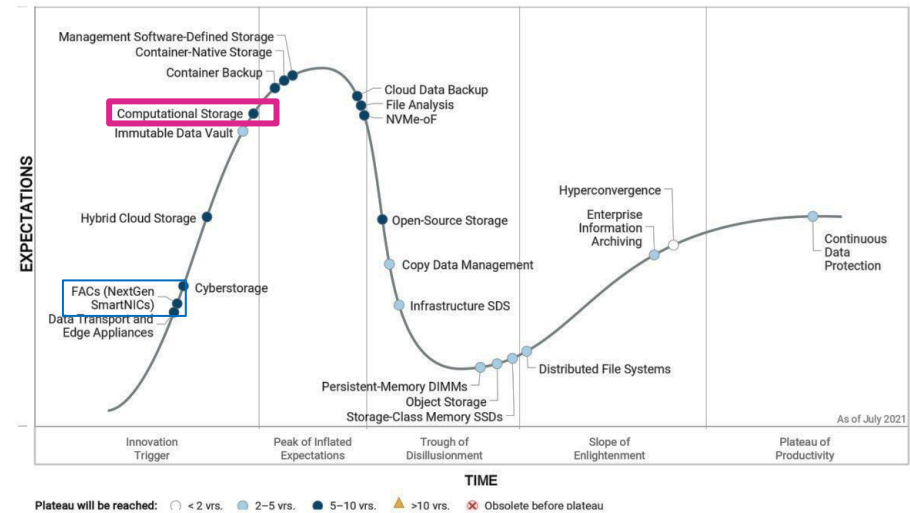 Management Software-Defined Storage
Container-Native Storage
Container Backup
Computational Storage
Immutable Data Vault
Cloud Data Backup
File Analysis
NVMe-oF
Hybrid Cloud Storage
Open-Source Storage
Copy Data Management
Infrastructure SDS
FACs (NextGen
SmartNICs)
Cyberstorage
Data Transport and
Edge Appliances
Persistent-Memory DIMMs
Object Storage
Storage-Class Memory SSDs
Distributed File Systems
Hyperconvergence
Enterprise
Information
Archiving
Continuous
Data
Protection
EXPECTATIONS
As of July 2021
Innovation
Trigger
Peak of Inflated
Expectations
Trough of
Disillusionment
Slope of
Enlightenment
Plateau of
Productivity
TIME
Plateau will be reached: < 2 yrs. 2–5 yrs. 5–10 yrs. >10 yrs. Obsolete before plateau